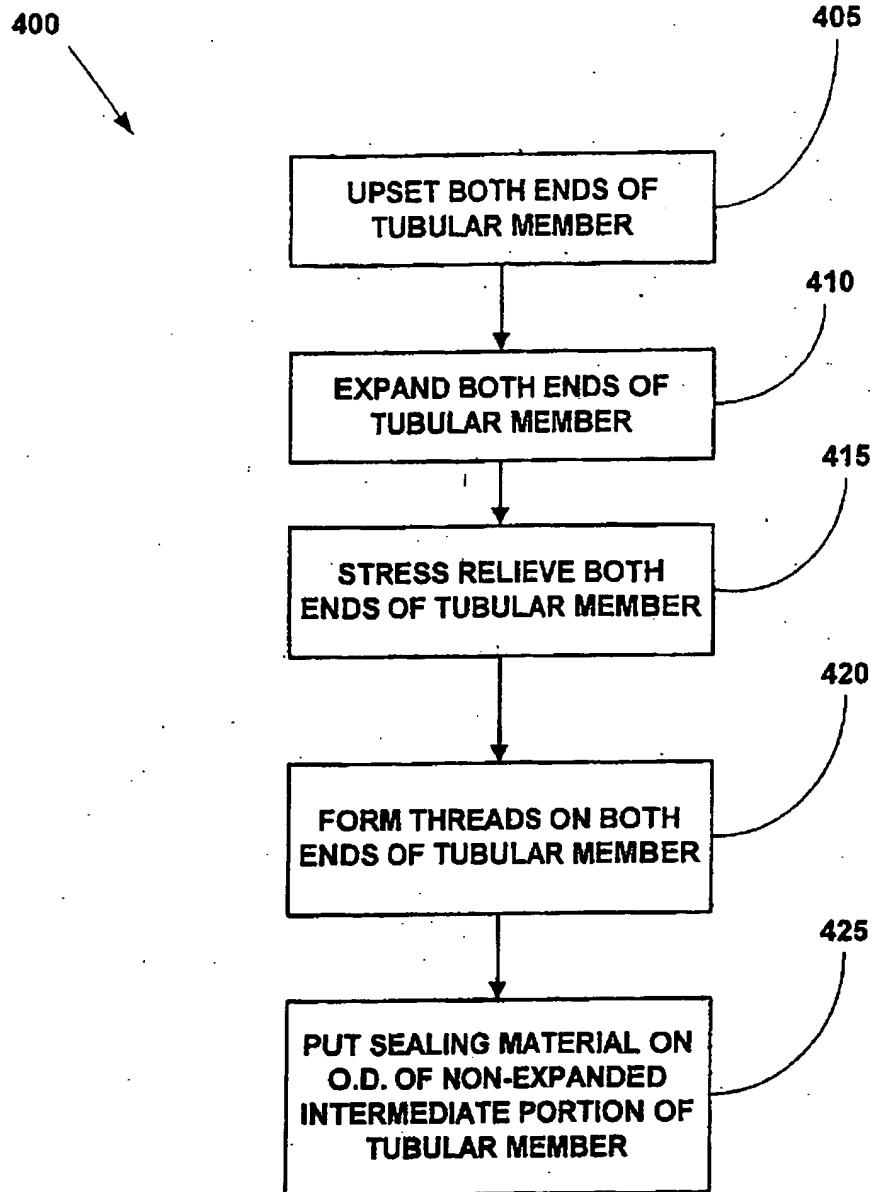 400
405
UPSET BOTH ENDS OF
TUBULAR MEMBER
410
EXPAND BOTH ENDS OF
TUBULAR MEMBER
415
STRESS RELIEVE BOTH
ENDS OF TUBULAR MEMBER
420
FORM THREADS ON BOTH
ENDS OF TUBULAR MEMBER
425
PUT SEALING MATERIAL ON
O.D. OF NON-EXPANDED
INTERMEDIATE PORTION OF
TUBULAR MEMBER